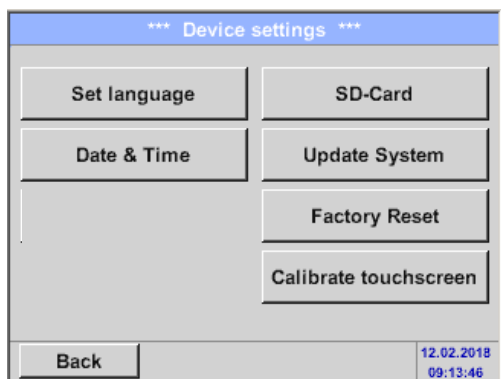 *** Device settings ***
Set language
SD-Card
Date & Time
Update System
Factory Reset
Calibrate touchscreen
Back
12.02.2018
09:13:46